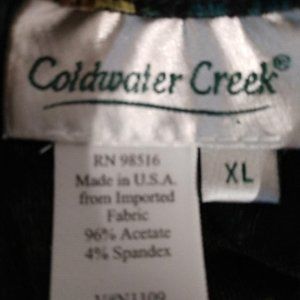 Coldwater Creek®
XL
RN 98516
Made in U.S.A.
from Imported
Fabric
96% Acetate
4% Spandex